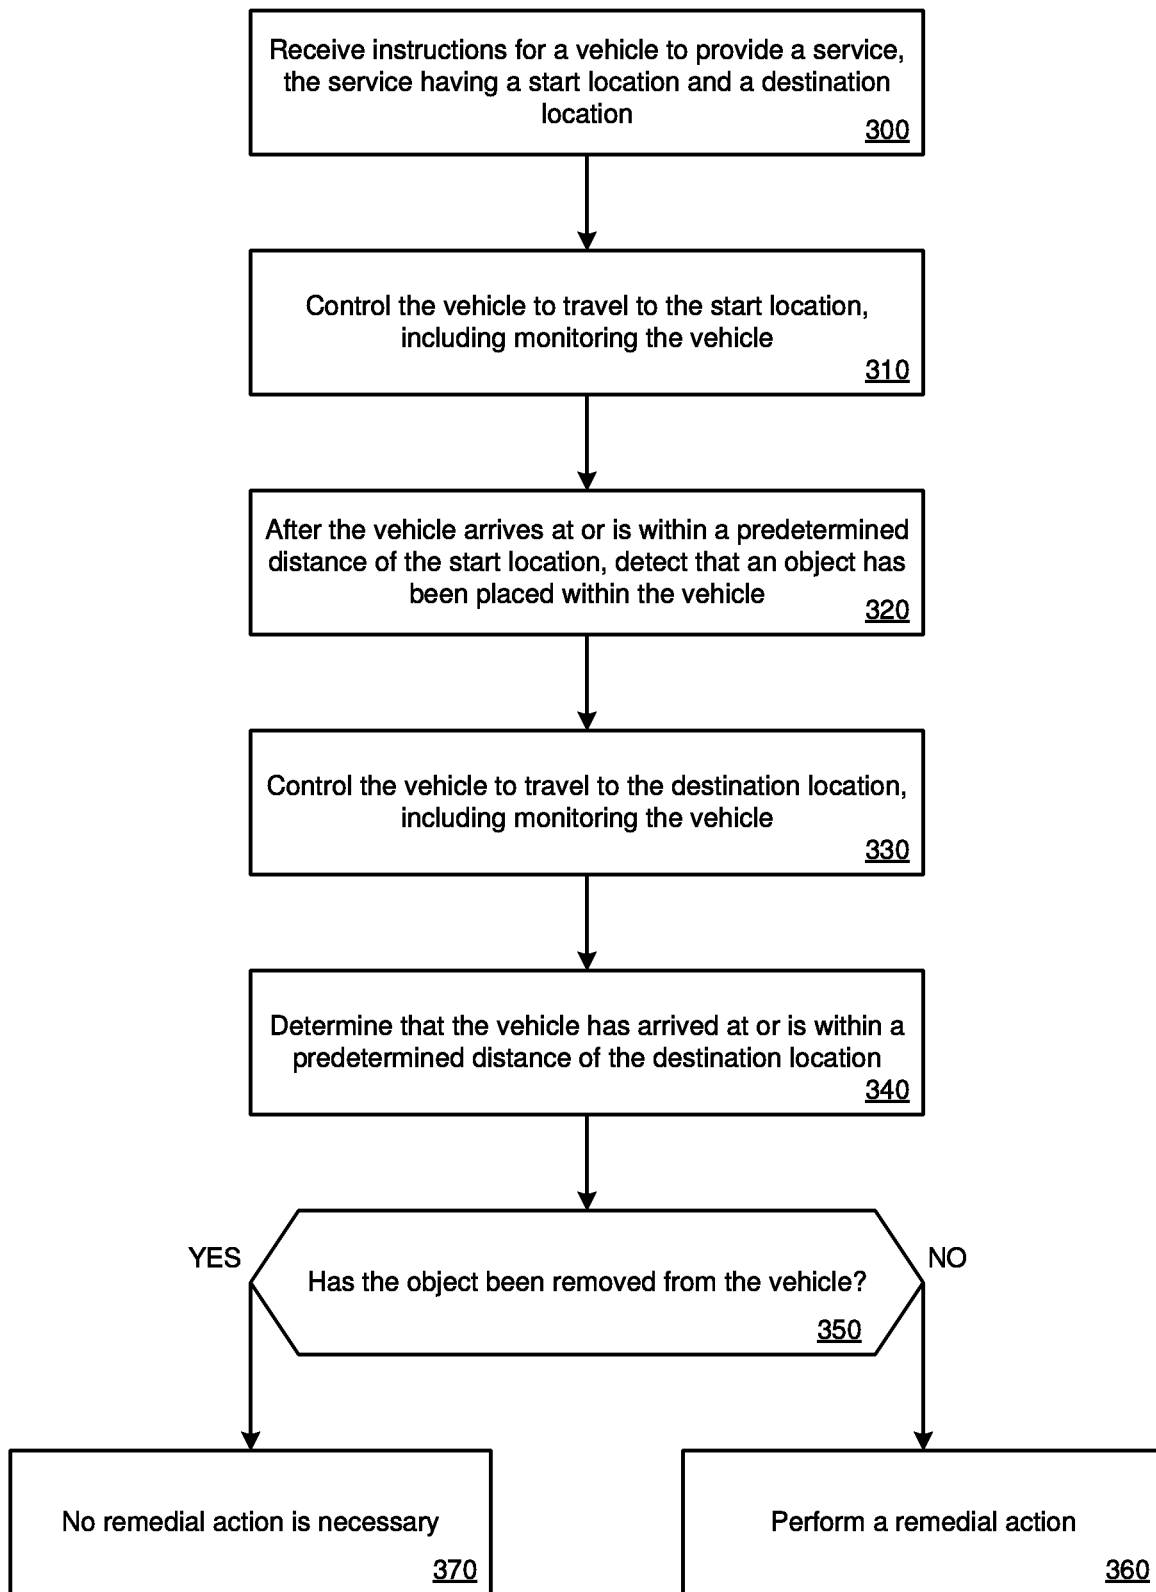 Receive instructions for a vehicle to provide a service,
the service having a start location and a destination
location
300
Control the vehicle to travel to the start location,
including monitoring the vehicle
310
After the vehicle arrives at or is within a predetermined
distance of the start location, detect that an object has
been placed within the vehicle
320
Control the vehicle to travel to the destination location,
including monitoring the vehicle
330
Determine that the vehicle has arrived at or is within a
predetermined distance of the destination location
340
YES
NO
Has the object been removed from the vehicle?
350
No remedial action is necessary
370
Perform a remedial action
360